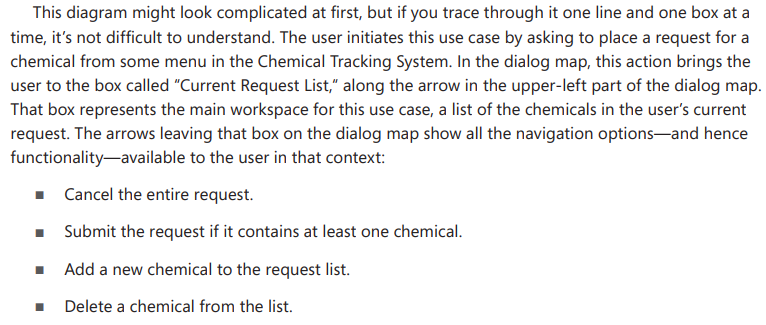 This diagram might look complicated at first, but if you trace through it one line and one box at a
time, it’s not difficult to understand. The user initiates this use case by asking to place a request for a
chemical from some menu in the Chemical Tracking System. In the dialog map, this action brings the
user to the box called “Current Request List,” along the arrow in the upper-left part of the dialog map.
That box represents the main workspace for this use case, a list of the chemicals in the user’s current
request. The arrows leaving that box on the dialog map show all the navigation options—and hence
functionality—available to the user in that context:
■ Cancel the entire request.
■ Submit the request if it contains at least one chemical.
■ Add a new chemical to the request list.
■ Delete a chemical from the list.